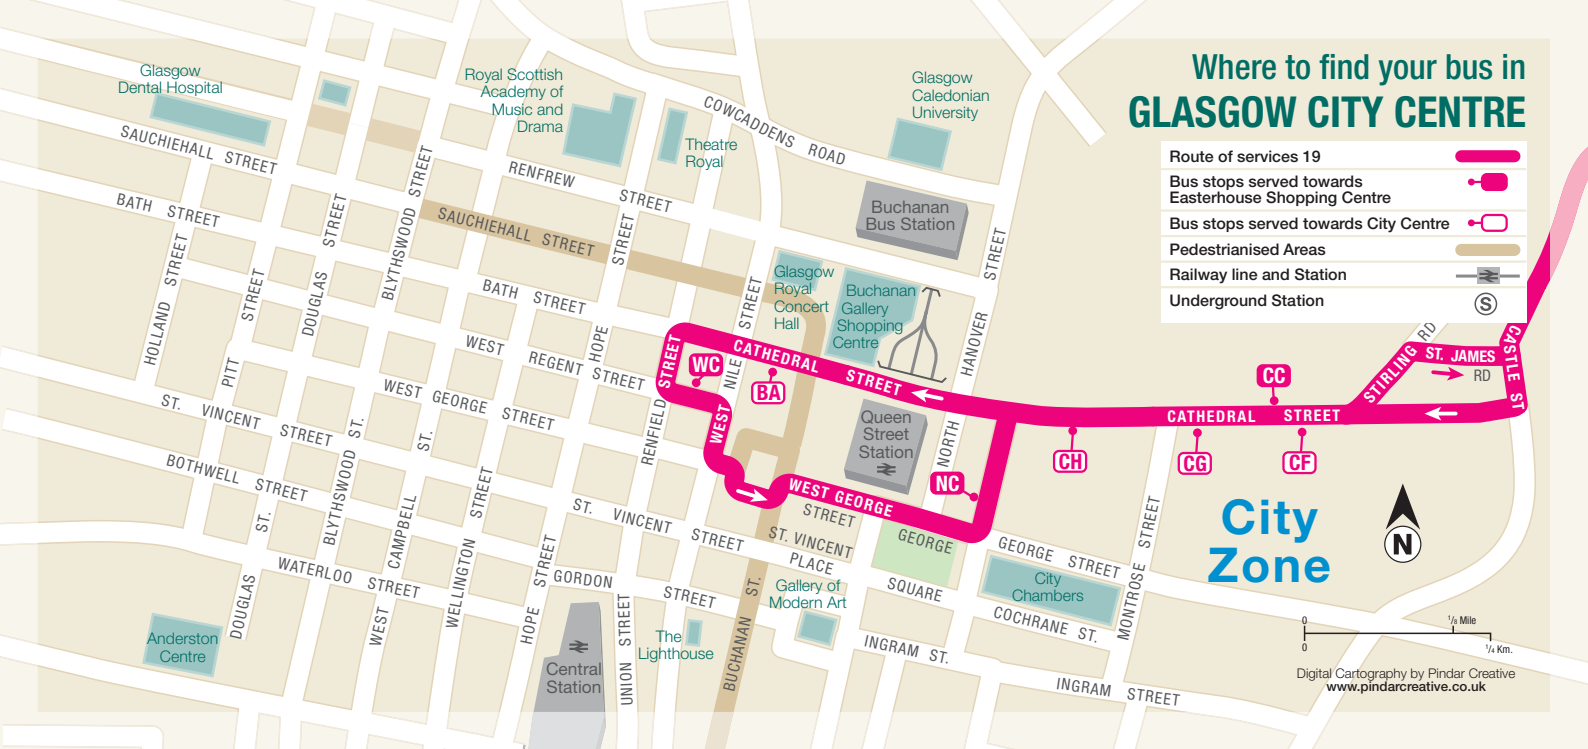 Where to find your bus in
GLASGOW CITY CENTRE
Route of services 19
Bus stops served towards
Easterhouse Shopping Centre
Bus stops served towards City Centre
Pedestrianised Areas
Railway line and Station
Underground Station
S
Glasgow
Dental Hospital
Royal Scottish
Academy of
Music and
Drama
Theatre
Royal
Glasgow
Caledonian
University
COWCADDENS ROAD
SAUCHIEHALL STREET
RENFREW STREET
BATH STREET
SAUCHIEHALL STREET
Buchanan
Bus Station
Glasgow
Royal
Concert
Hall
Buchanan
Gallery
Shopping
Centre
HOLLAND STREET
PITT STREET
DOUGLAS STREET
BLYTHSWOOD STREET
BATH STREET
HOPE STREET
WEST REGENT STREET
WEST GEORGE STREET
ST. VINCENT STREET
BOTHWELL STREET
RENFIELD STREET
WEST NILE STREET
WC
BA
CATHEDRAL STREET
NORTH HANOVER STREET
Queen
Street
Station
NC
CH
CC
CG
CF
CATHEDRAL STREET
STIRLING RD
ST. JAMES
RD
CASTLE ST
WEST GEORGE
STREET
ST. VINCENT
PLACE
GEORGE
SQUARE
GEORGE STREET
City
Chambers
COCHRANE ST.
MONTROSE STREET
INGRAM ST.
INGRAM STREET
Gallery of
Modern Art
The
Lighthouse
BUCHANAN ST.
ST. VINCENT STREET
GORDON STREET
UNION STREET
Central
Station
HOPE STREET
WELLINGTON STREET
WEST CAMPBELL ST.
BLYTHSWOOD ST.
WATERLOO STREET
DOUGLAS ST.
Anderston
Centre
City
Zone
N
0 1/8 Mile
0 1/4 Km.
Digital Cartography by Pindar Creative
www.pindarcreative.co.uk